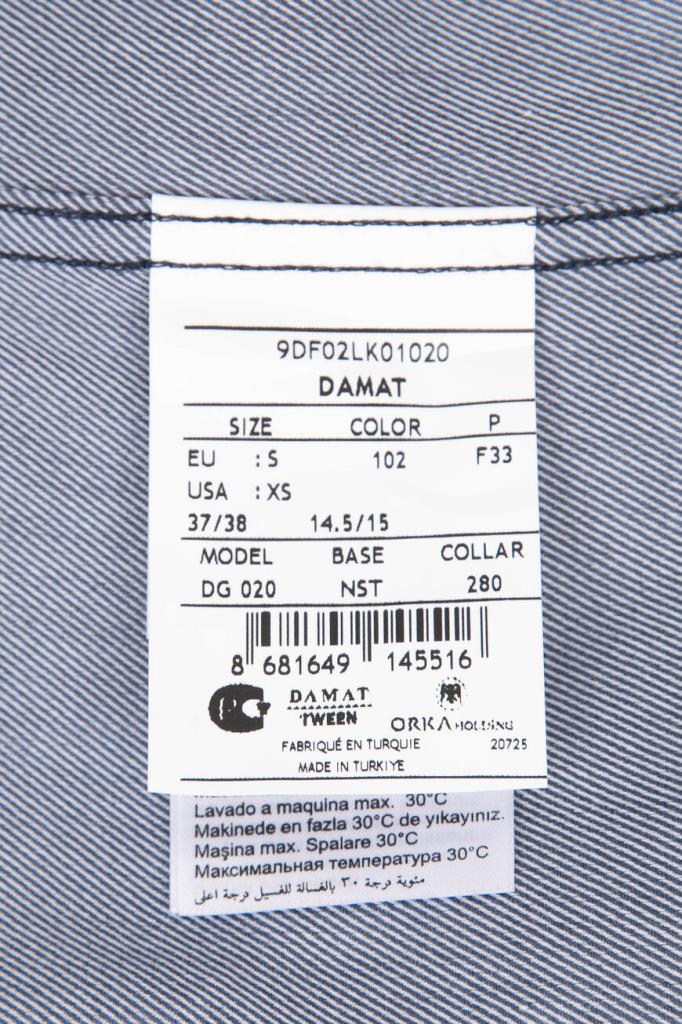 9DF02LK01020
DAMAT
SIZE COLOR P
EU : S 102 F33
USA : XS
37/38 14.5/15
MODEL BASE COLLAR
DG 020 NST 280
8 681649 145516
DAMAT
TWEEN
ORKA HOLDING
FABRIQUÉ EN TURQUIE 20725
MADE IN TURKIYE
Lavado a maquina max. 30°C
Makinede en fazla 30°C de yıkayınız.
Maşina max. Spalare 30°C
Максимальная температура 30°C
مئوية درجة ٣٠ بالغسالة للغسيل درجة اعلى